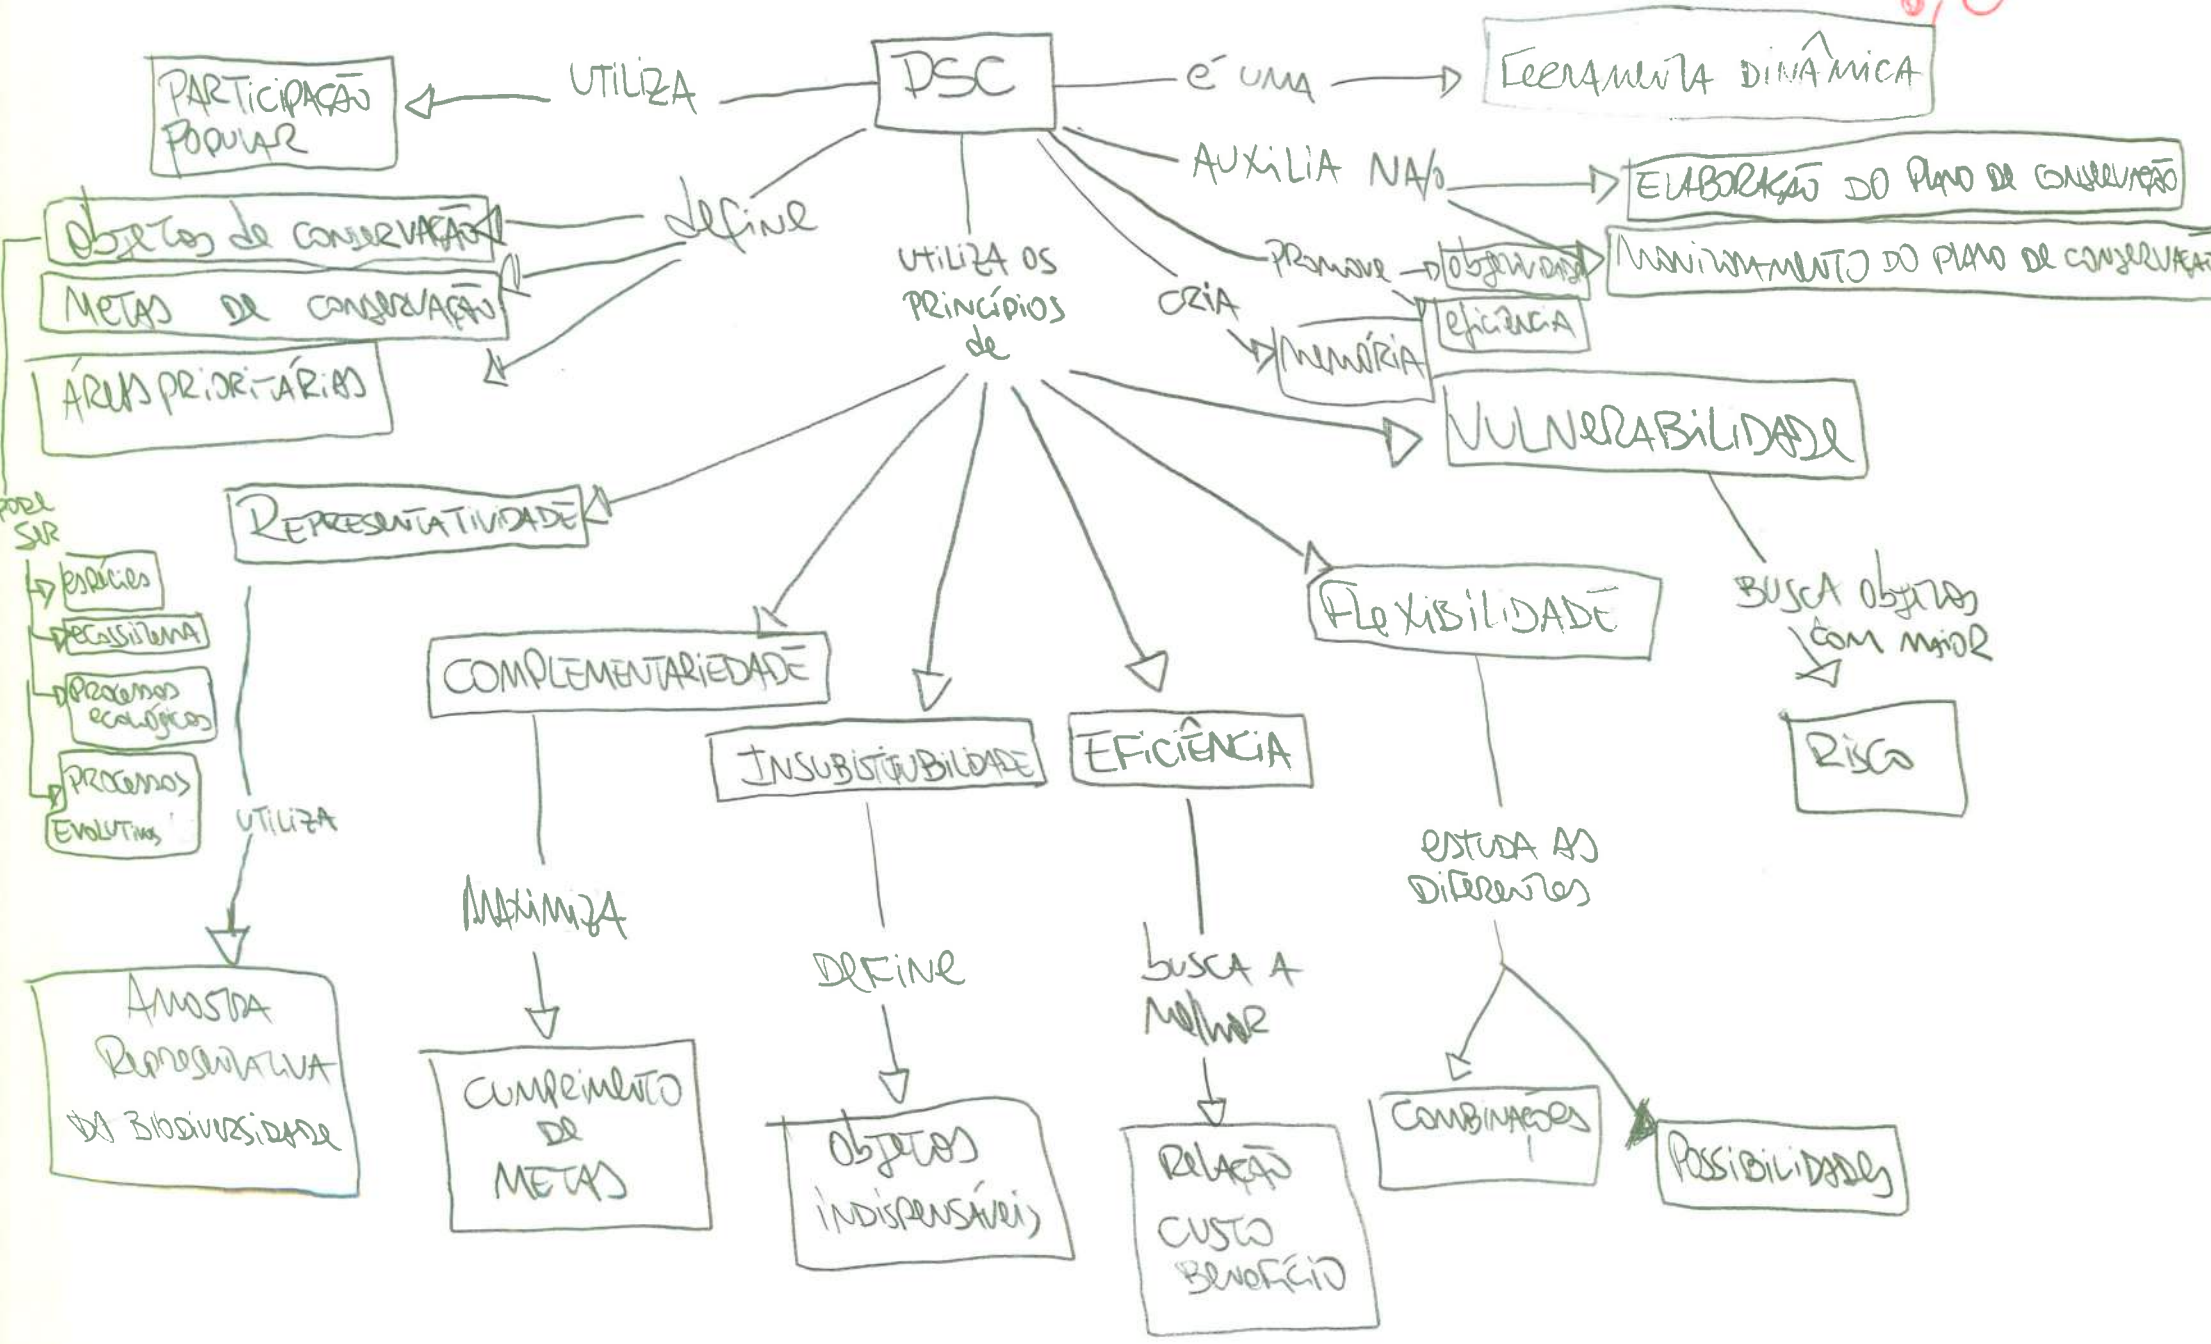 PSC
UTILIZA
PARTICIPAÇÃO
POPULAR
É UMA
FERRAMENTA DINÂMICA
AUXILIA NA/O
ELABORAÇÃO DO PLANO DE CONSERVAÇÃO
MONITORAMENTO DO PLANO DE CONSERVAÇÃO
define
Objetos de CONSERVAÇÃO
METAS DE CONSERVAÇÃO
ÁREAS PRIORITÁRIAS
PROMOVE
objetividade
eficiência
CRIA
MEMÓRIA
UTILIZA OS
PRINCÍPIOS
de
VULNERABILIDADE
BUSCA ObjETOS
COM MAIOR
RISCO
PODE
SER
espécies
ecossistema
PROCESSOS
ecológicos
PROCESSOS
EVOLUTIVOS
REPRESENTATIVIDADE
UTILIZA
AMOSTRA
REPRESENTATIVA
DA BIODIVERSIDADE
COMPLEMENTARIEDADE
MAXIMIZA
CUMPRIMENTO
DE
METAS
INSUBISTITUBILDADE
DEFINE
ObjETOS
INDISPENSÁVEIS
EFICIÊNCIA
bUSCA A
Melhor
RELAÇÃO
CUSTO
BENEFÍCIO
FLEXIBILIDADE
ESTUDA AS
DIFERENTES
COMBINAÇÕES
POSSIBILIDADES